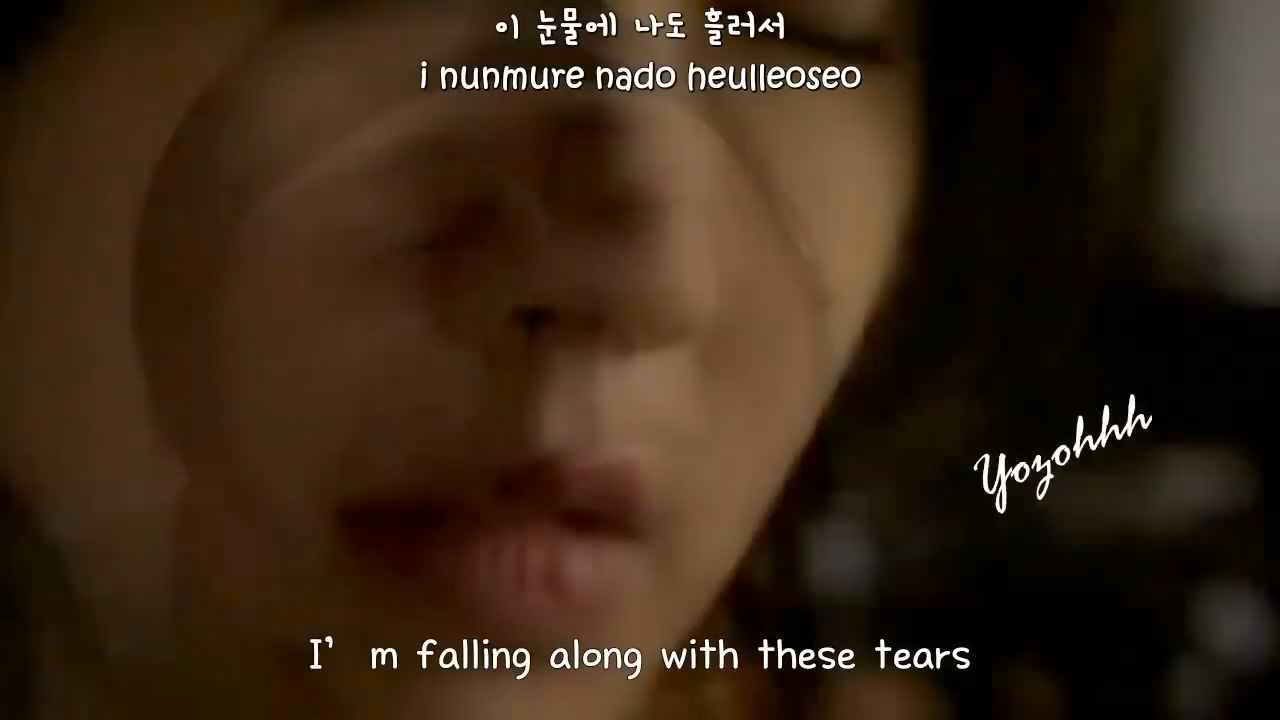 이 눈물에 나도 흘러서
i nunmure nado heulleoseo
Yozohhh
I'm falling along with these tears